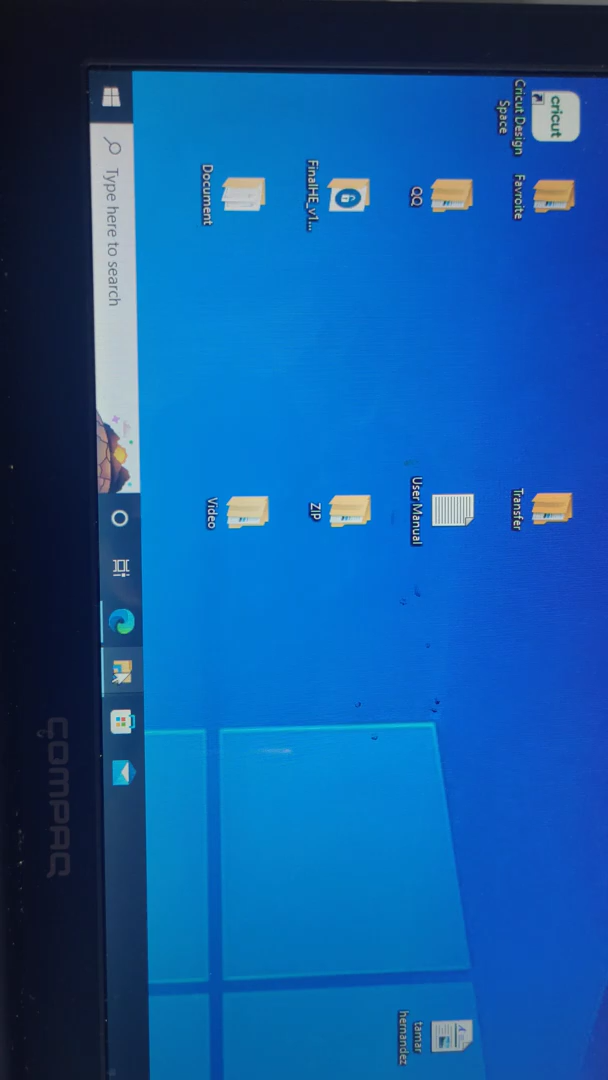 cricut
Cricut Design
Space
Favroite
Transfer
QQ
User Manual
tamar
hernandez
G
FinalHE_v1...
ZIP
Document
Video
Type here to search
COMPAQ